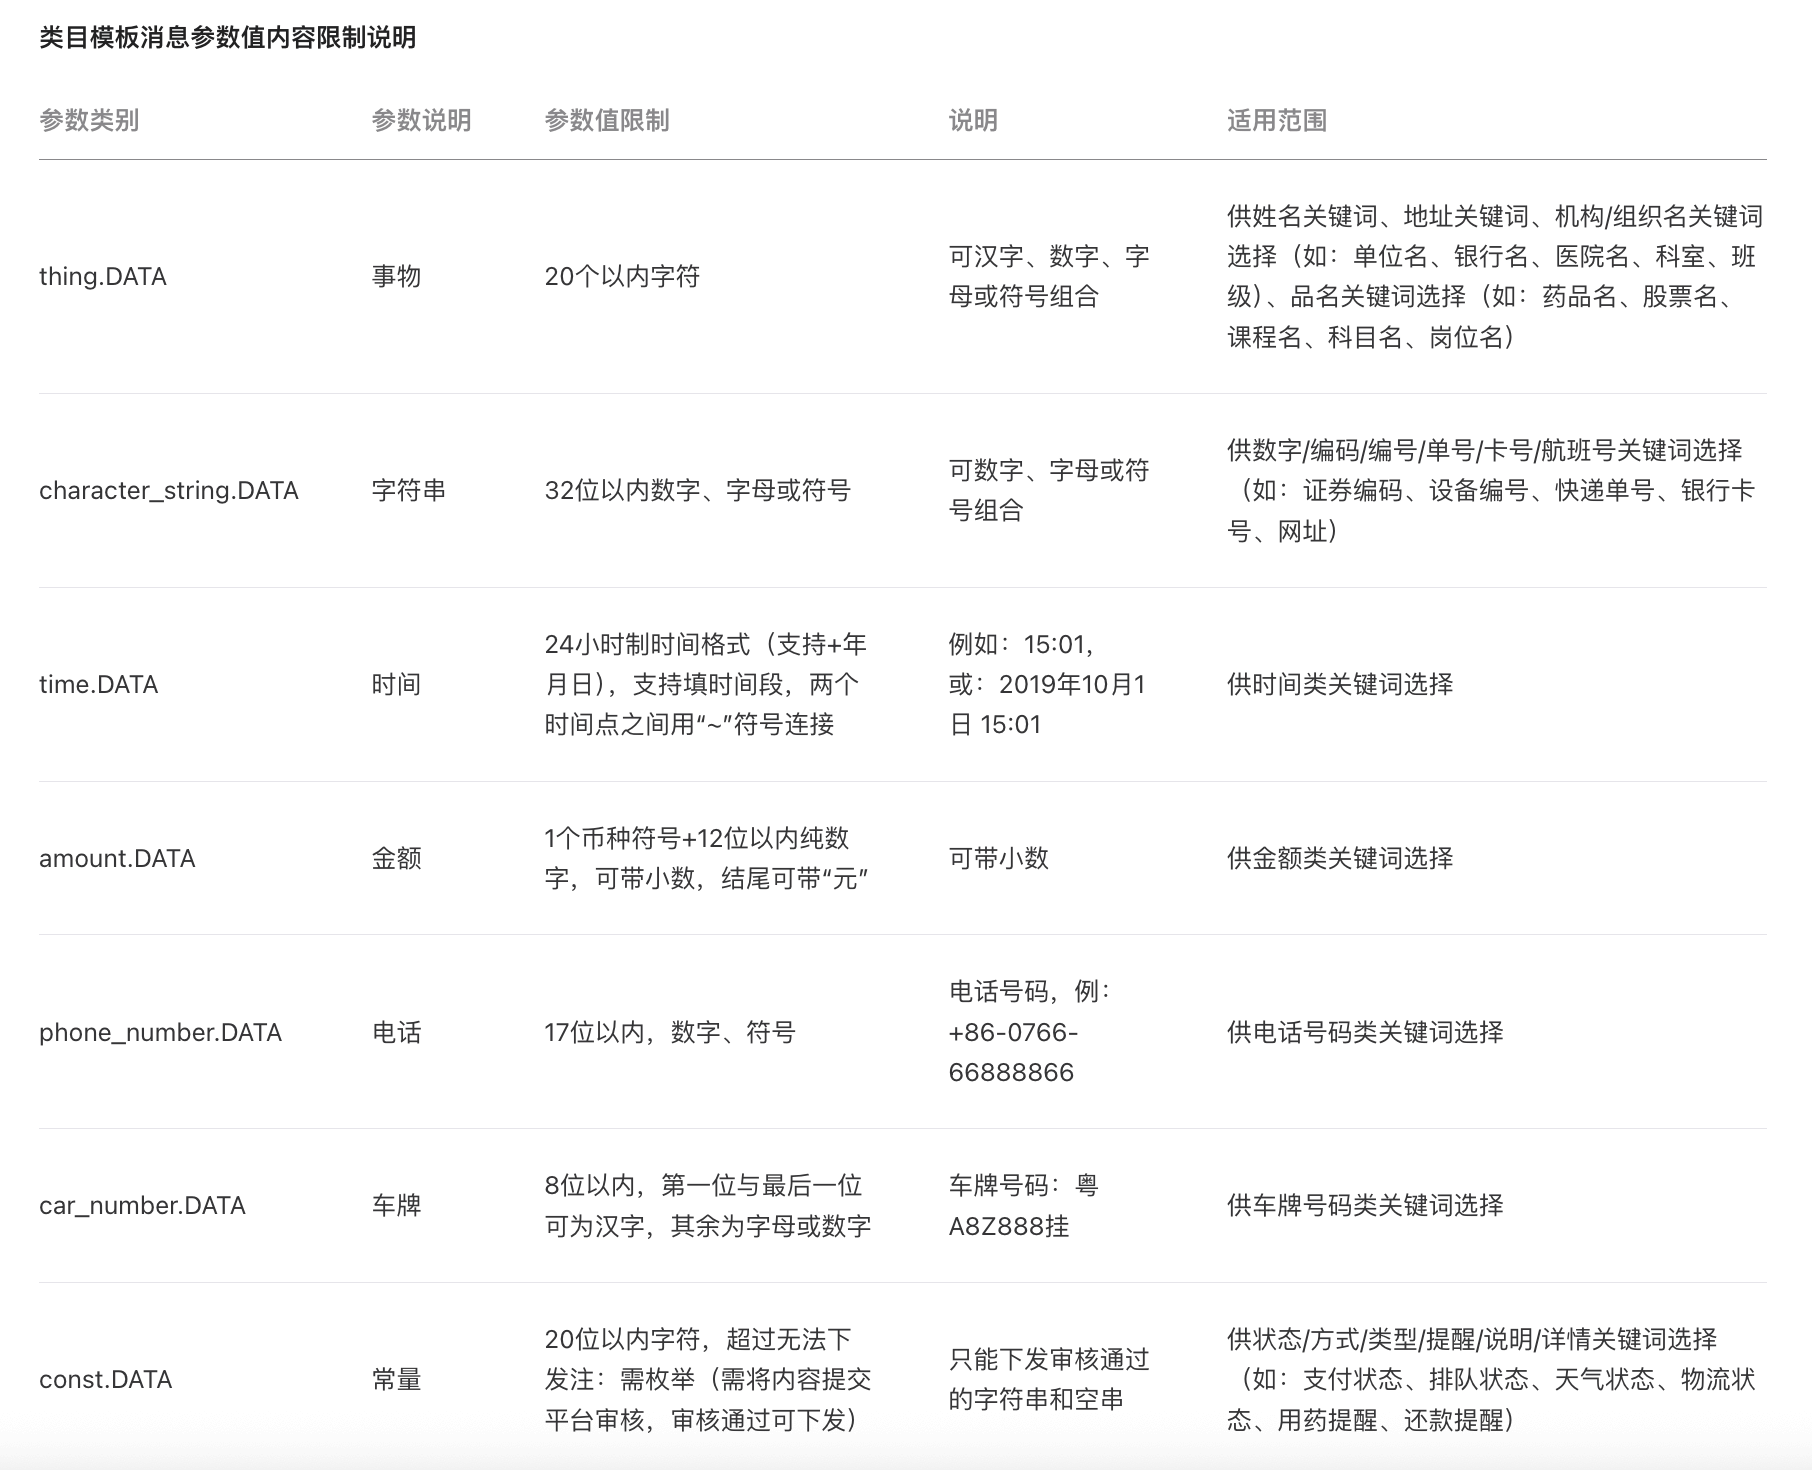 类目模板消息参数值内容限制说明
参数类别 参数说明 参数值限制 说明 适用范围
thing.DATA 事物 20个以内字符
可汉字、数字、字
母或符号组合
供姓名关键词、地址关键词、机构/组织名关键词
选择（如：单位名、银行名、医院名、科室、班
级）、品名关键词选择（如：药品名、股票名、
课程名、科目名、岗位名）
character_string.DATA 字符串 32位以内数字、字母或符号
可数字、字母或符
号组合
供数字/编码/编号/单号/卡号/航班号关键词选择
（如：证券编码、设备编号、快递单号、银行卡
号、网址）
time.DATA 时间
24小时制时间格式（支持+年
月日），支持填时间段，两个
时间点之间用“~”符号连接
例如：15:01，
或：2019年10月1
日 15:01
供时间类关键词选择
amount.DATA 金额
1个币种符号+12位以内纯数
字，可带小数，结尾可带“元”
可带小数
供金额类关键词选择
phone_number.DATA 电话 17位以内，数字、符号
电话号码，例：
+86-0766-
66888866
供电话号码类关键词选择
car_number.DATA 车牌
8位以内，第一位与最后一位
可为汉字，其余为字母或数字
车牌号码：粤
A8Z888挂
供车牌号码类关键词选择
const.DATA 常量
20位以内字符，超过无法下
发注：需枚举（需将内容提交
平台审核，审核通过可下发）
只能下发审核通过
的字符串和空串
供状态/方式/类型/提醒/说明/详情关键词选择
（如：支付状态、排队状态、天气状态、物流状
态、用药提醒、还款提醒）